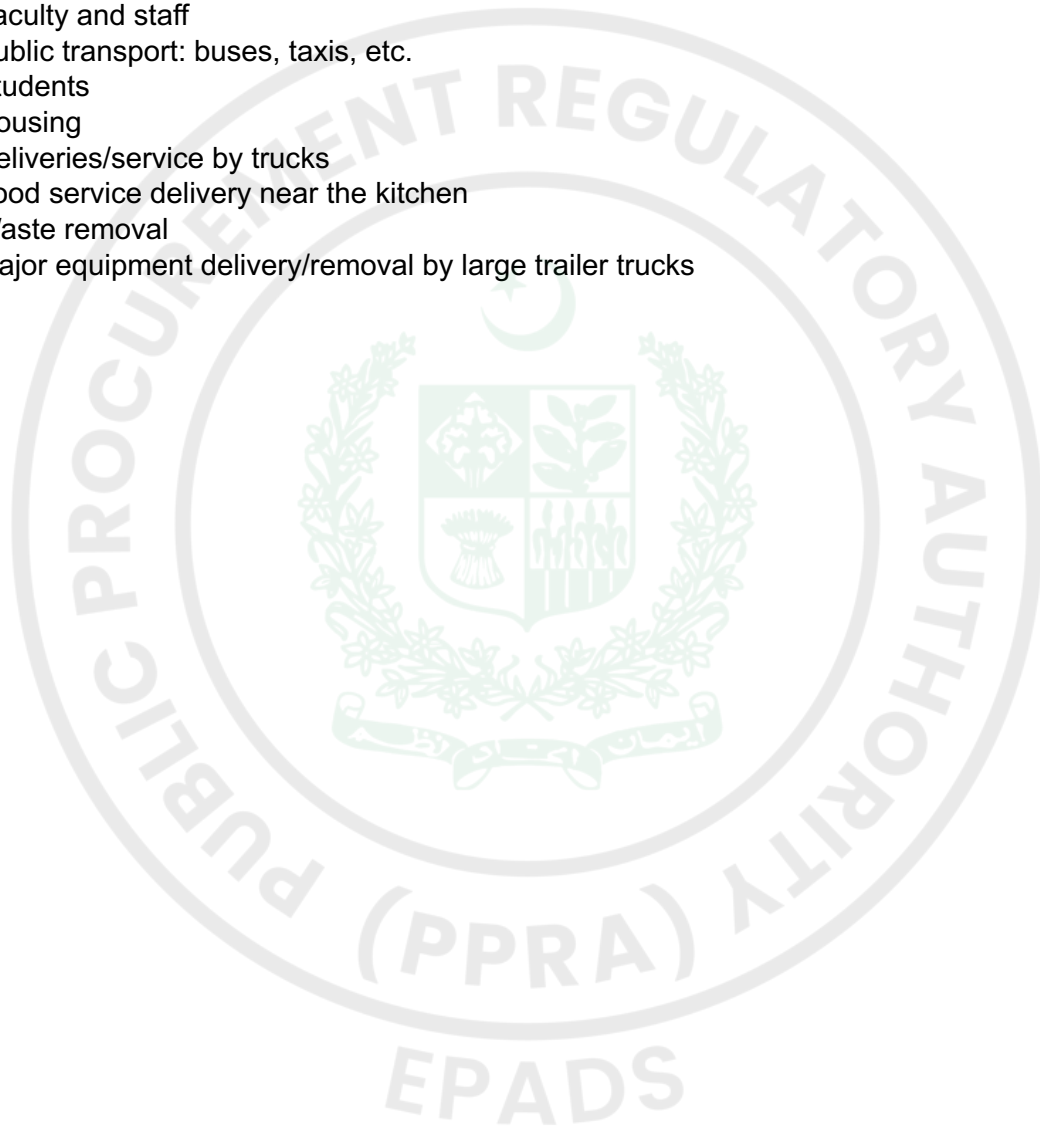 aculty and staff
ublic transport: buses, taxis, etc.
tudents
ousing
eliveries/service by trucks
ood service delivery near the kitchen
aste removal
ajor equipment delivery/removal by large trailer trucks
PUBLIC PROCUREMENT REGULATORY AUTHORITY
(PPRA)
EPADS